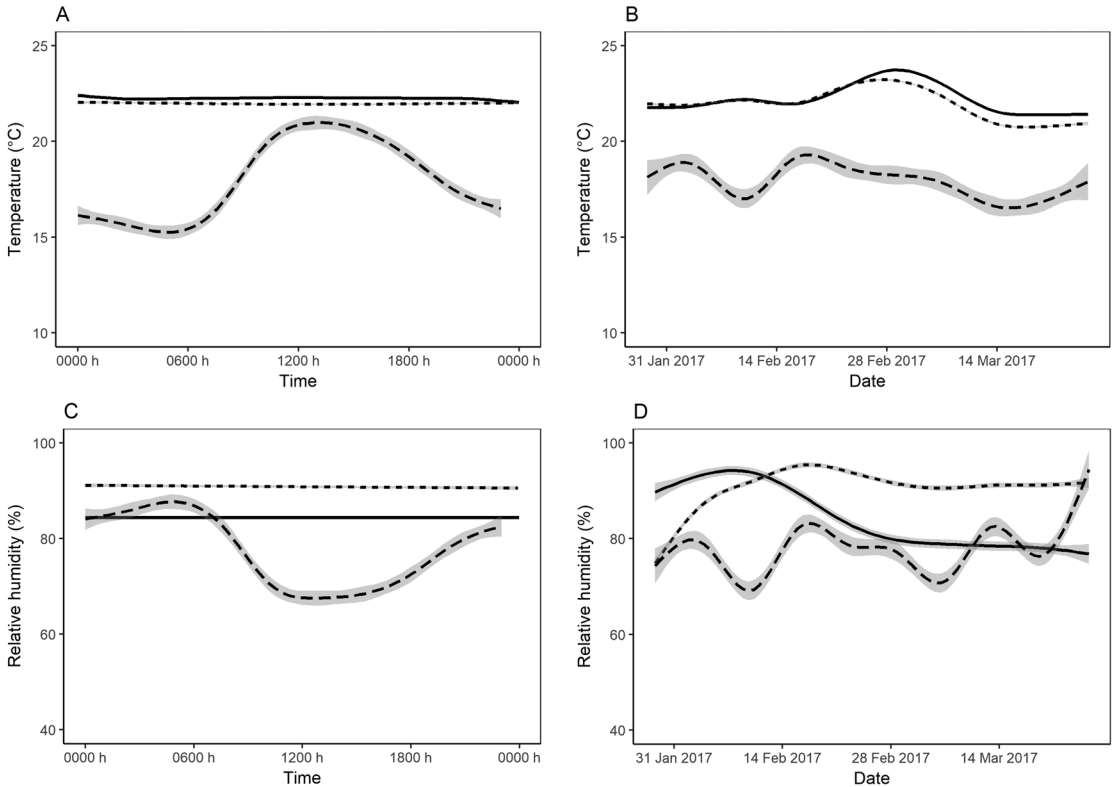 A
Temperature (°C)
25
20
15
10
0000 h 0600 h 1200 h 1800 h 0000 h
Time
B
Temperature (°C)
25
20
15
10
31 Jan 2017 14 Feb 2017 28 Feb 2017 14 Mar 2017
Date
C
Relative humidity (%)
100
80
60
40
0000 h 0600 h 1200 h 1800 h 0000 h
Time
D
Relative humidity (%)
100
80
60
40
31 Jan 2017 14 Feb 2017 28 Feb 2017 14 Mar 2017
Date